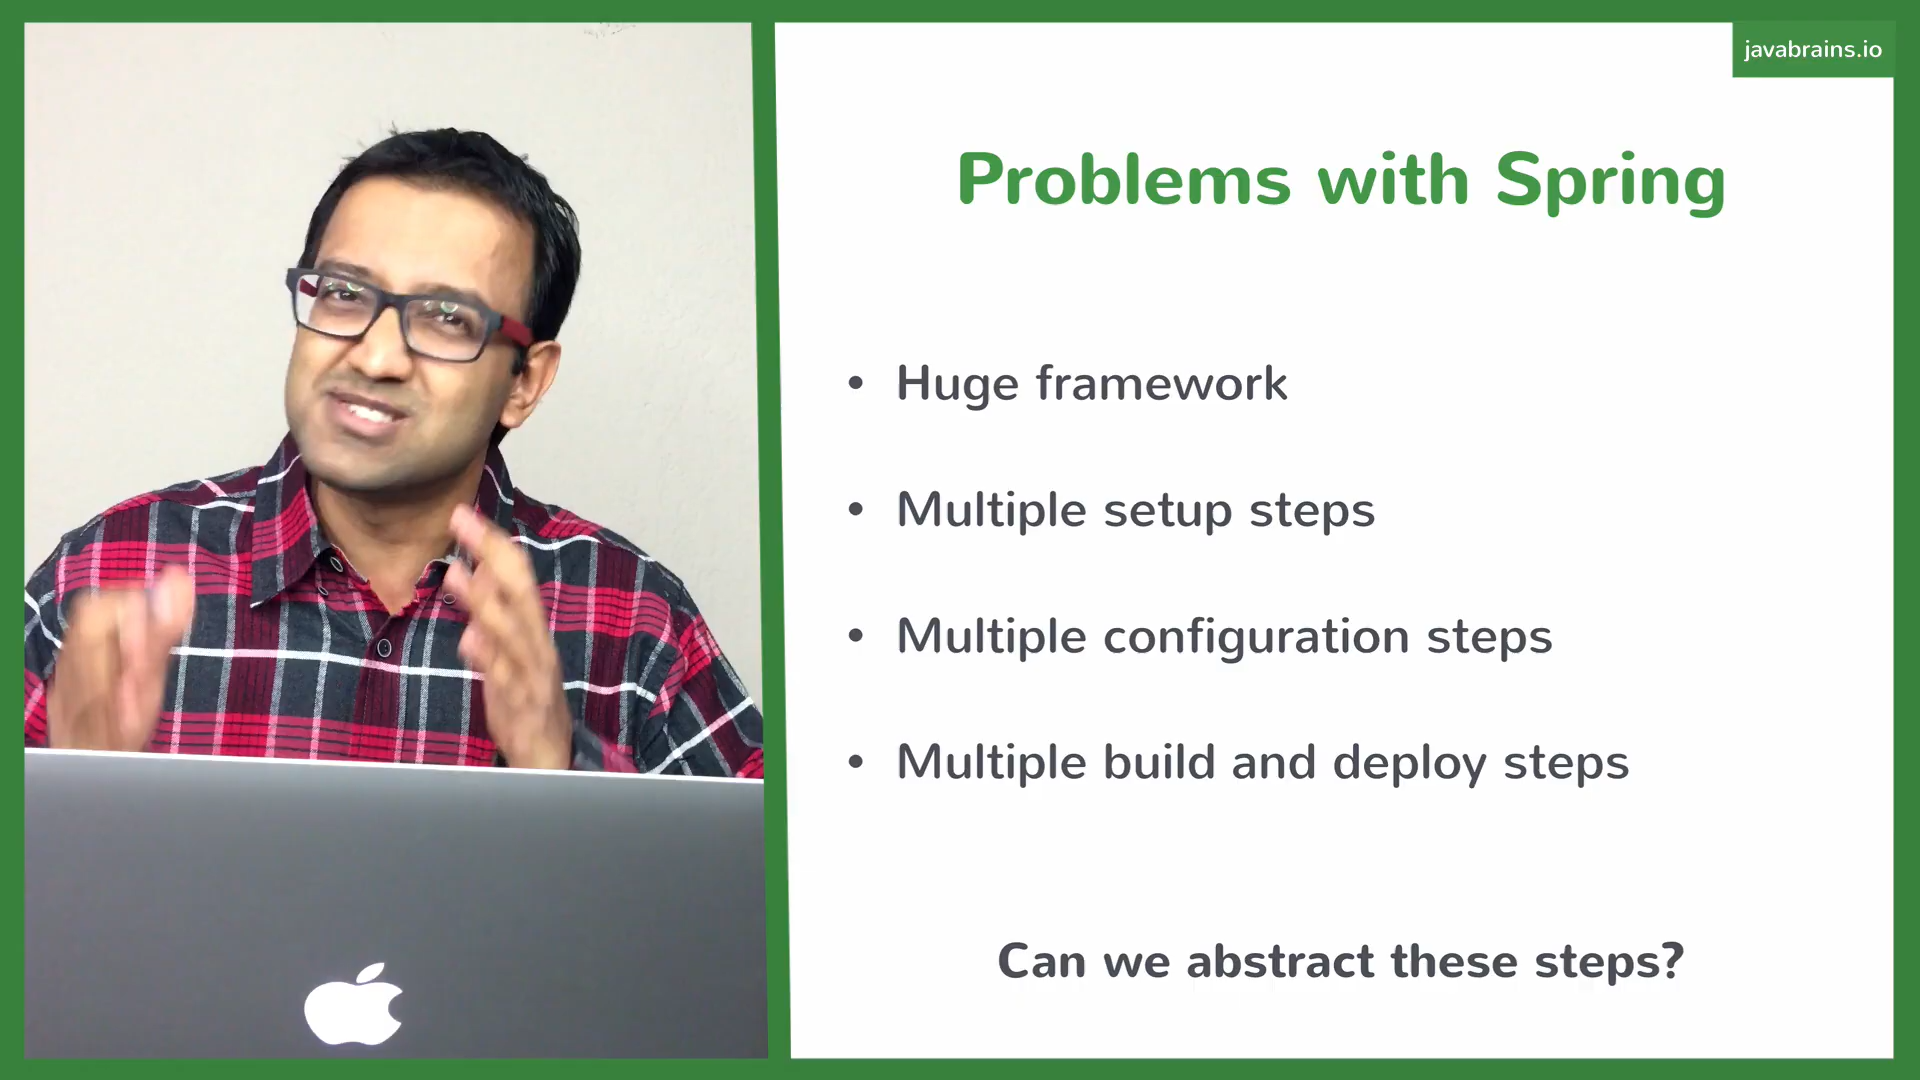 javabrains.io
Problems with Spring
• Huge framework
• Multiple setup steps
• Multiple configuration steps
• Multiple build and deploy steps
Can we abstract these steps?